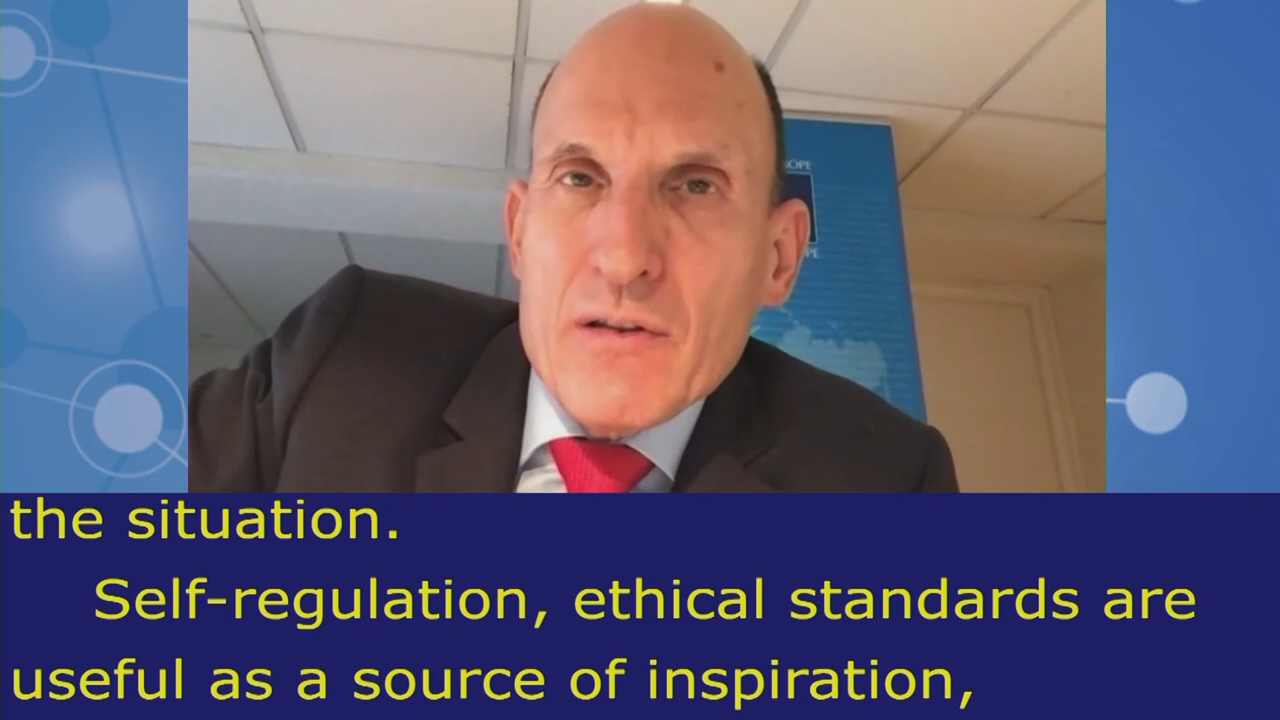 the situation.
Self-regulation, ethical standards are
useful as a source of inspiration,